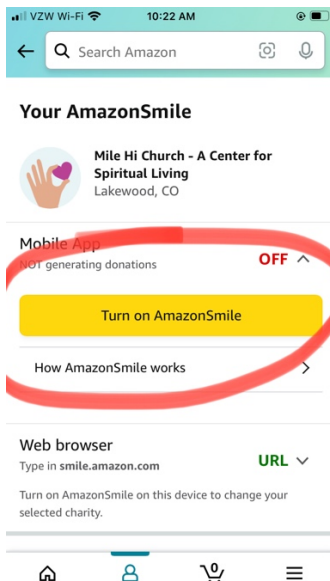 VZW Wi-Fi 10:22 AM
Search Amazon
Your AmazonSmile
Mile Hi Church - A Center for
Spiritual Living
Lakewood, CO
Mobile App
NOT generating donations OFF
Turn on AmazonSmile
How AmazonSmile works
Web browser
Type in smile.amazon.com URL
Turn on AmazonSmile on this device to change your
selected charity.
0